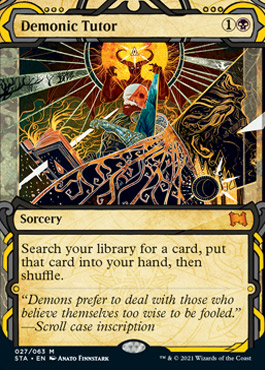 Demonic Tutor 1
Sorcery
Search your library for a card, put
that card into your hand, then
shuffle.
“Demons prefer to deal with those who
believe themselves too wise to be fooled.”
—Scroll case inscription
027/063 M
STA • EN ANATO FINNSTARK
™ & © 2021 Wizards of the Coast